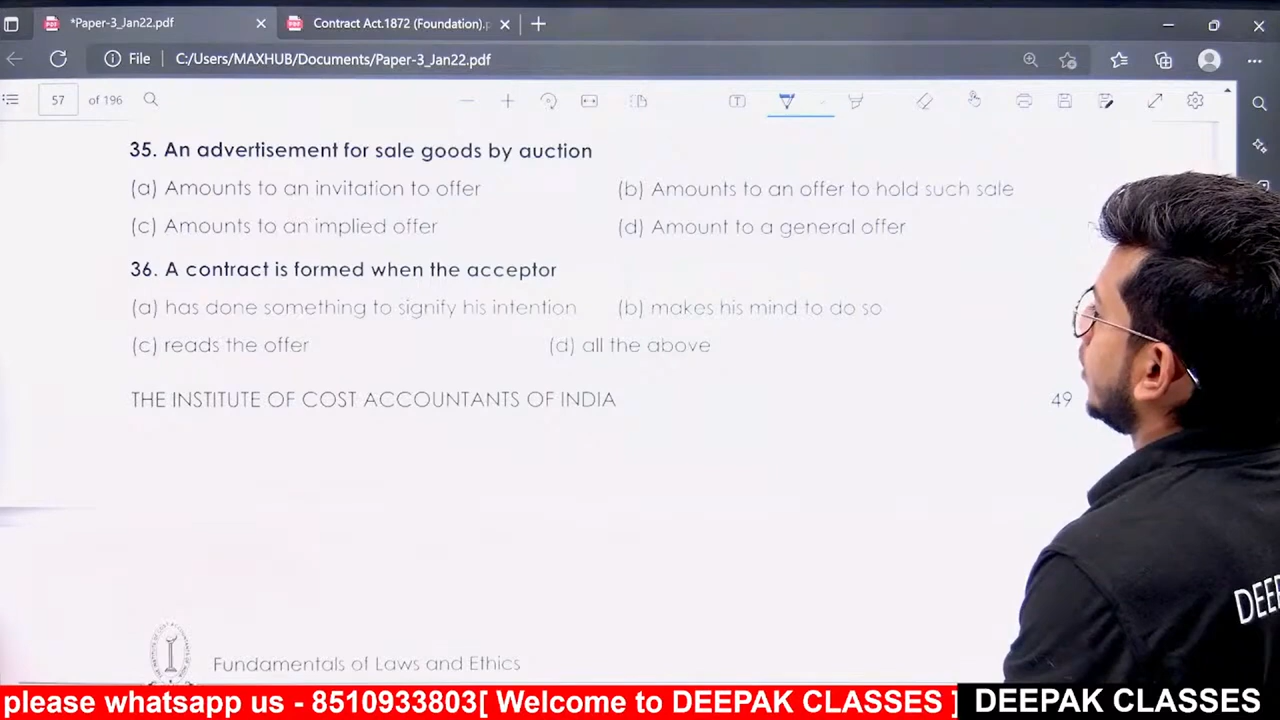 *Paper-3_Jan22.pdf
Contract Act.1872 (Foundation).p
File
C:/Users/MAXHUB/Documents/Paper-3_Jan22.pdf
57 of 196
35. An advertisement for sale goods by auction
(a) Amounts to an invitation to offer (b) Amounts to an offer to hold such sale
(c) Amounts to an implied offer (d) Amount to a general offer
36. A contract is formed when the acceptor
(a) has done something to signify his intention (b) makes his mind to do so
(c) reads the offer (d) all the above
THE INSTITUTE OF COST ACCOUNTANTS OF INDIA 49
Fundamentals of Laws and Ethics
DEEP
please whatsapp us - 8510933803[ Welcome to DEEPAK CLASSES ] DEEPAK CLASSES